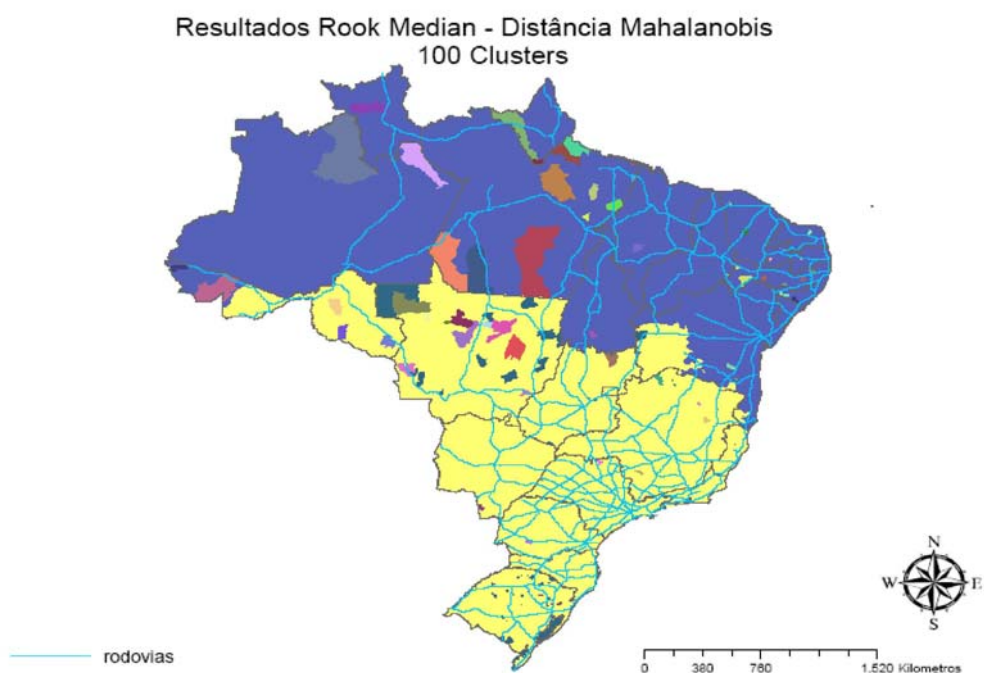 Resultados Rook Median - Distância Mahalanobis
100 Clusters
N
W E
S
rodovias
0 380 760 1.520 Kilometros